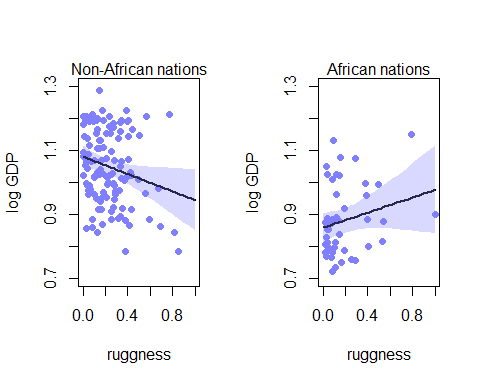 Non-African nations
log GDP
0.7 0.9 1.1 1.3
0.0 0.4 0.8
ruggness
African nations
log GDP
0.7 0.9 1.1 1.3
0.0 0.4 0.8
ruggness